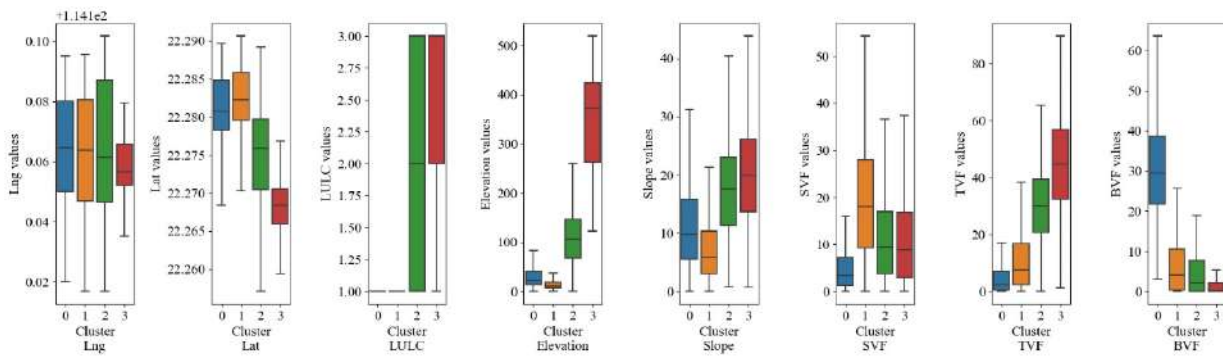 +1.141e2
Lng values
0.10
0.08
0.06
0.04
0.02
0 1 2 3
Cluster
Lng
Lat values
22.290
22.285
22.280
22.275
22.270
22.265
22.260
0 1 2 3
Cluster
Lat
LULC values
3.00
2.75
2.50
2.25
2.00
1.75
1.50
1.25
1.00
0 1 2 3
Cluster
LULC
Elevation values
500
400
300
200
100
0
0 1 2 3
Cluster
Elevation
Slope values
40
30
20
10
0
0 1 2 3
Cluster
Slope
SVF values
50
40
30
20
10
0
0 1 2 3
Cluster
SVF
TVF values
80
60
40
20
0
0 1 2 3
Cluster
TVF
BVF values
60
50
40
30
20
10
0
0 1 2 3
Cluster
BVF